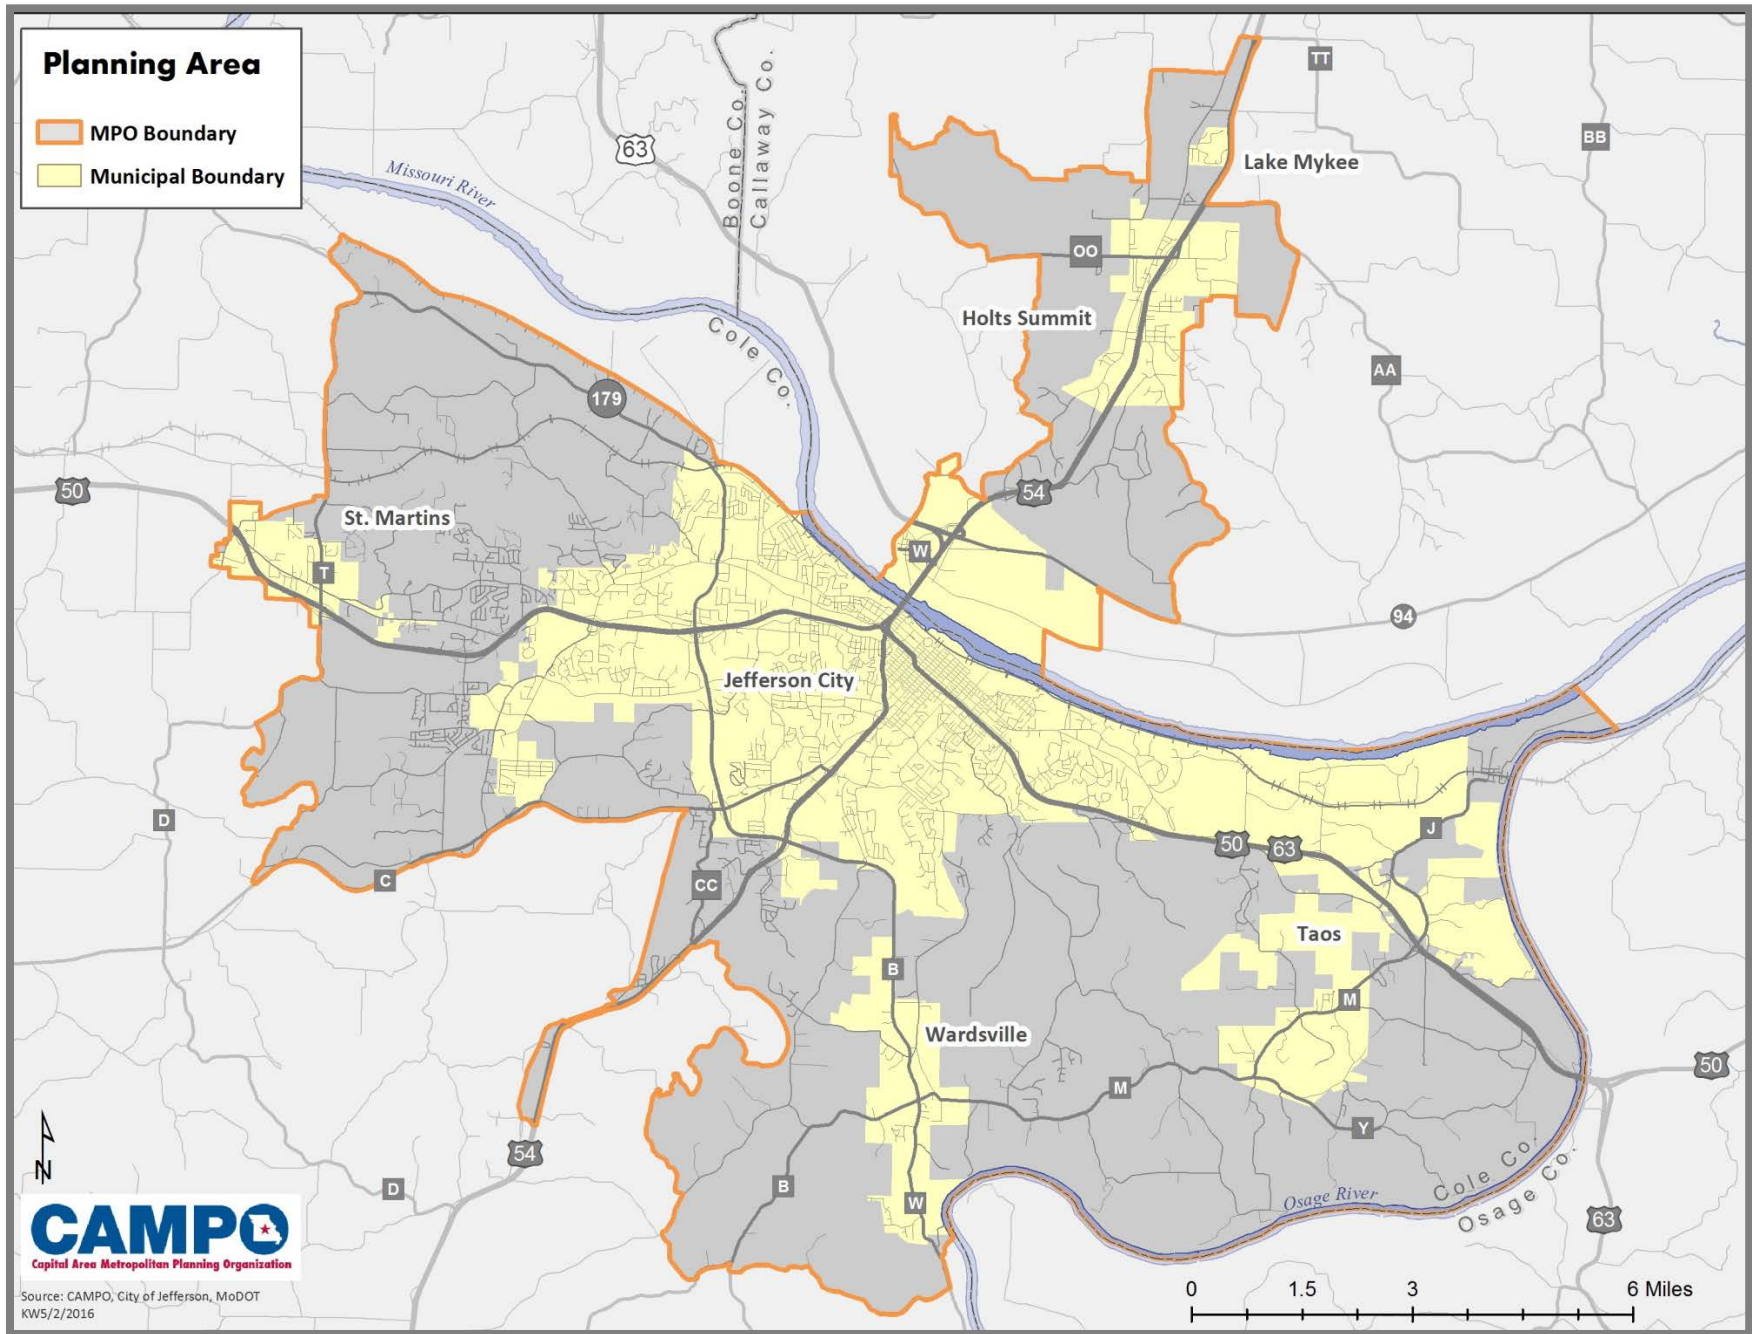 Planning Area
MPO Boundary
Municipal Boundary
Missouri River
63
Boone Co.
Callaway Co.
TT
BB
Lake Mykee
OO
Holts Summit
Cole Co.
AA
179
50
54
St. Martins
W
T
94
Jefferson City
D
J
50
63
C
CC
Taos
B
M
Wardsville
50
M
Y
54
N
D
B
W
Osage River
Cole Co.
Osage Co.
63
CAMPO
Capital Area Metropolitan Planning Organization
Source: CAMPO, City of Jefferson, MoDOT
KW5/2/2016
0 1.5 3 6 Miles